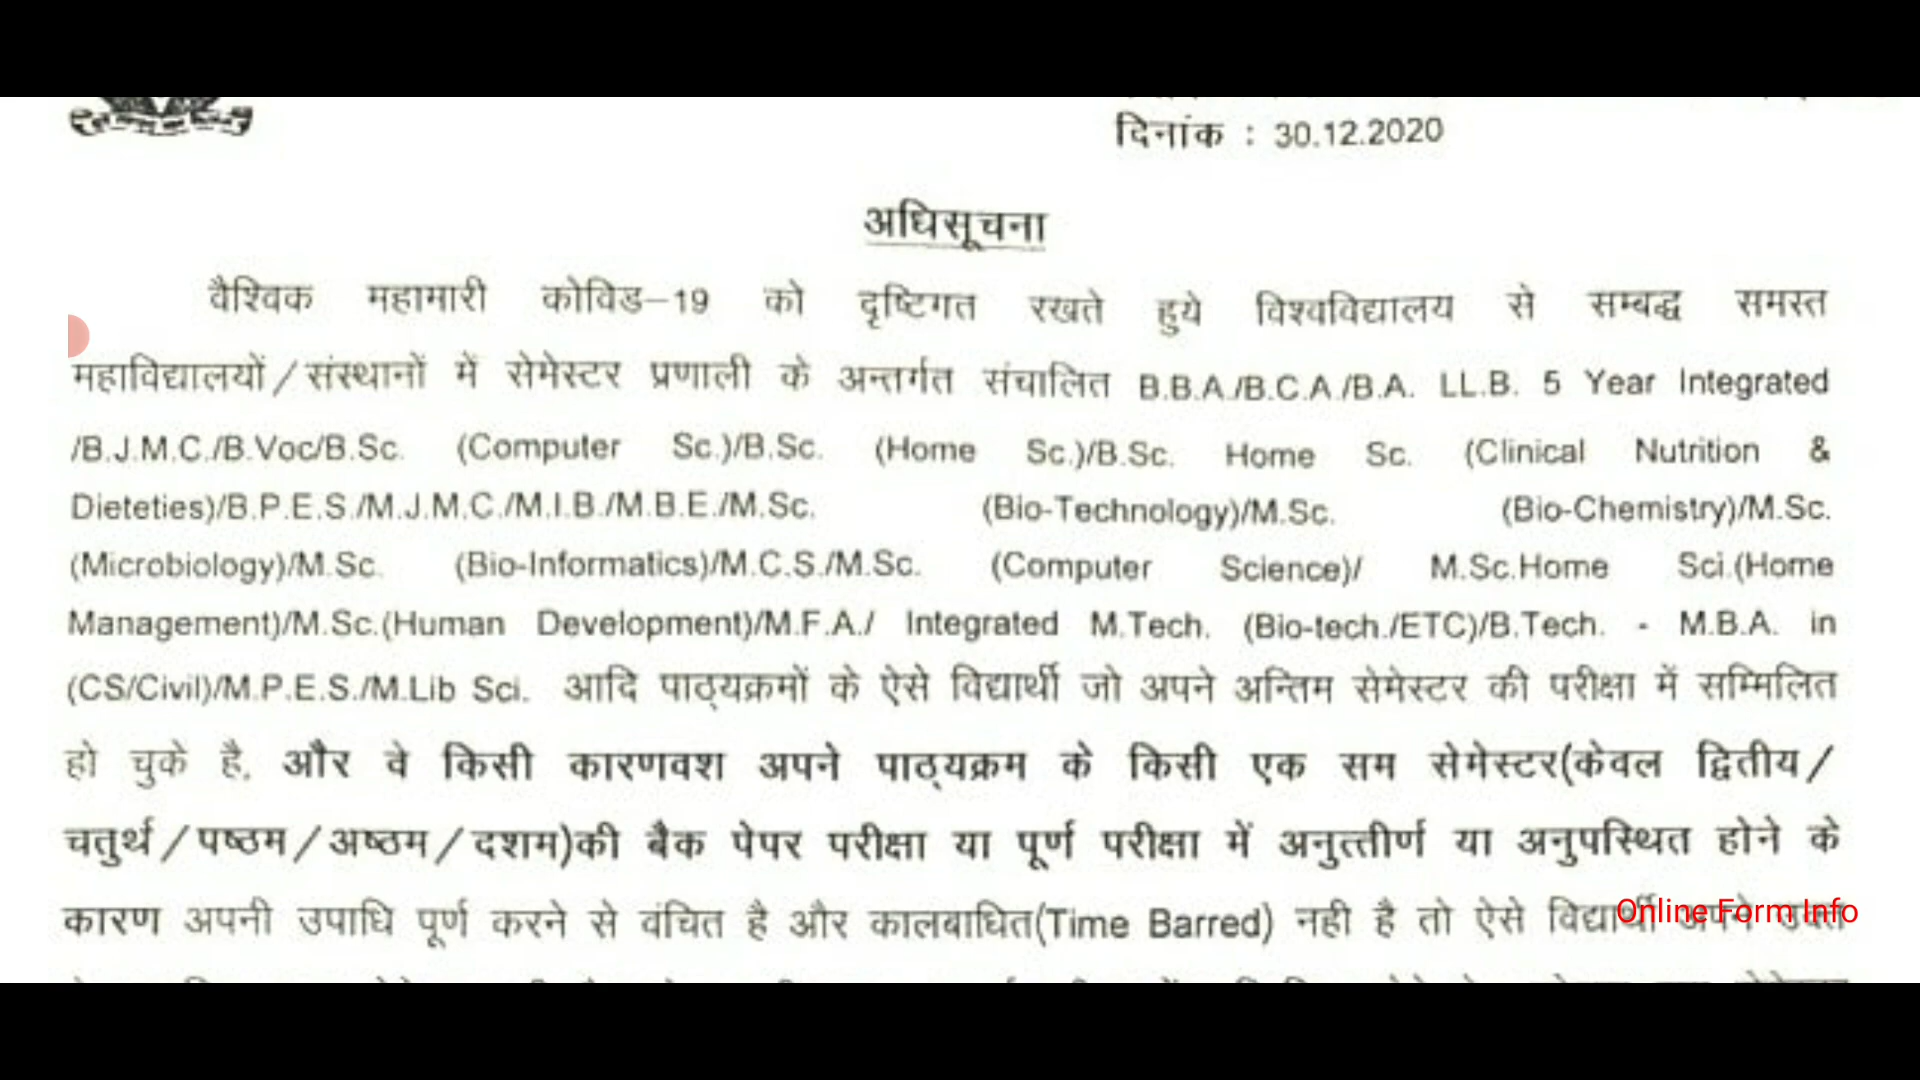 दिनांक : 30.12.2020
अधिसूचना
वैश्विक महामारी कोविड–19 को दृष्टिगत रखते हुये विश्वविद्यालय से सम्बद्ध समस्त
महाविद्यालयों/संस्थानों में सेमेस्टर प्रणाली के अन्तर्गत संचालित B.B.A./B.C.A./B.A. LL.B. 5 Year Integrated
/B.J.M.C./B.Voc/B.Sc. (Computer Sc.)/B.Sc. (Home Sc.)/B.Sc. Home Sc. (Clinical Nutrition &
Dieteties)/B.P.E.S./M.J.M.C./M.I.B./M.B.E./M.Sc. (Bio-Technology)/M.Sc. (Bio-Chemistry)/M.Sc.
(Microbiology)/M.Sc. (Bio-Informatics)/M.C.S./M.Sc. (Computer Science)/ M.Sc.Home Sci.(Home
Management)/M.Sc.(Human Development)/M.F.A./ Integrated M.Tech. (Bio-tech./ETC)/B.Tech. - M.B.A. in
(CS/Civil)/M.P.E.S./M.Lib Sci. आदि पाठ्यक्रमों के ऐसे विद्यार्थी जो अपने अन्तिम सेमेस्टर की परीक्षा में सम्मिलित
हो चुके है, और वे किसी कारणवश अपने पाठ्यक्रम के किसी एक सम सेमेस्टर(केवल द्वितीय/
चतुर्थ/पष्ठम/अष्ठम/दशम)की बैक पेपर परीक्षा या पूर्ण परीक्षा में अनुत्तीर्ण या अनुपस्थित होने के
कारण अपनी उपाधि पूर्ण करने से वंचित है और कालबाधित(Time Barred) नही है तो ऐसे विद्यार्थी अपने उक्त
Online Form Info